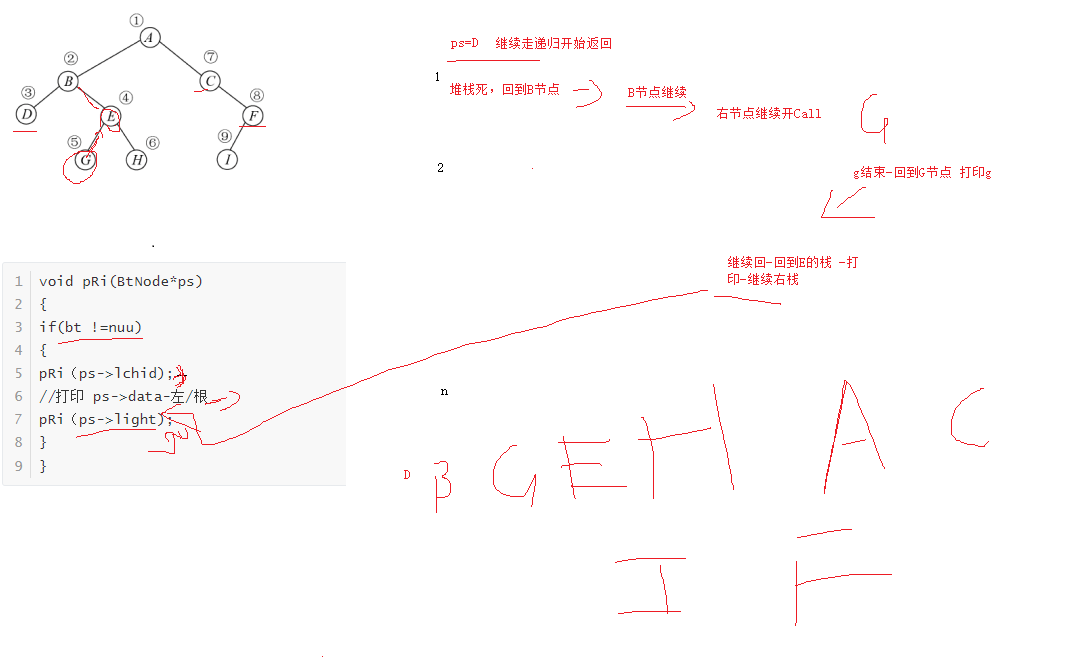 ①
A
②
⑦
B
C
③
④
⑧
D
E
F
⑤
⑥
⑨
G
H
I
ps=D 继续走递归开始返回
1
堆栈死，回到B节点
B节点继续
右节点继续开Call
G
2
g结束-回到G节点 打印g
继续回-回到E的栈 -打
印-继续右栈
1 void pRi(BtNode*ps)
2 {
3 if(bt !=nuu)
4 {
5 pRi（ps->lchid);
6 //打印 ps->data-左/根
7 pRi（ps->light);
8 }
9 }
n
D B G E H A C
I F